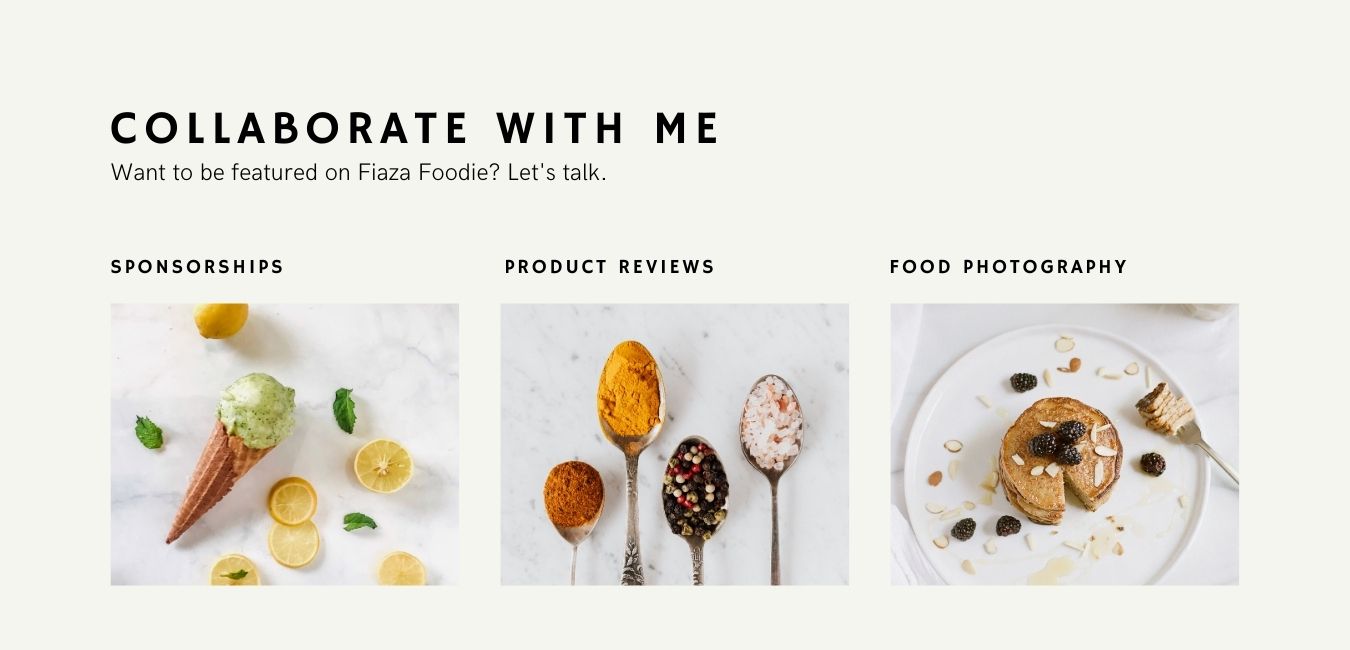 COLLABORATE WITH ME
Want to be featured on Fiaza Foodie? Let's talk.
SPONSORSHIPS
PRODUCT REVIEWS
FOOD PHOTOGRAPHY